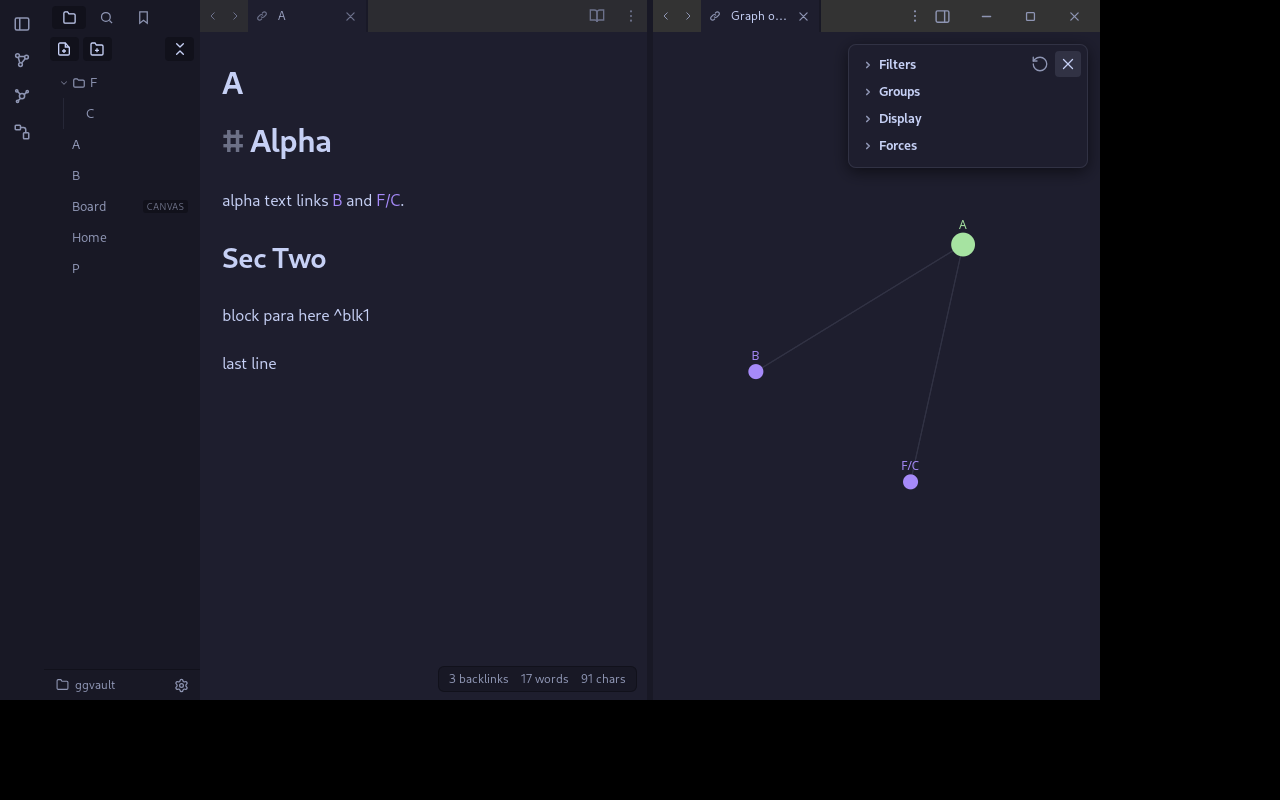 A
Graph o...
F
C
A
B
Board CANVAS
Home
P
ggvault
A
# Alpha
alpha text links B and F/C.
Sec Two
block para here ^blk1
last line
3 backlinks 17 words 91 chars
Filters
Groups
Display
Forces
A
B
F/C